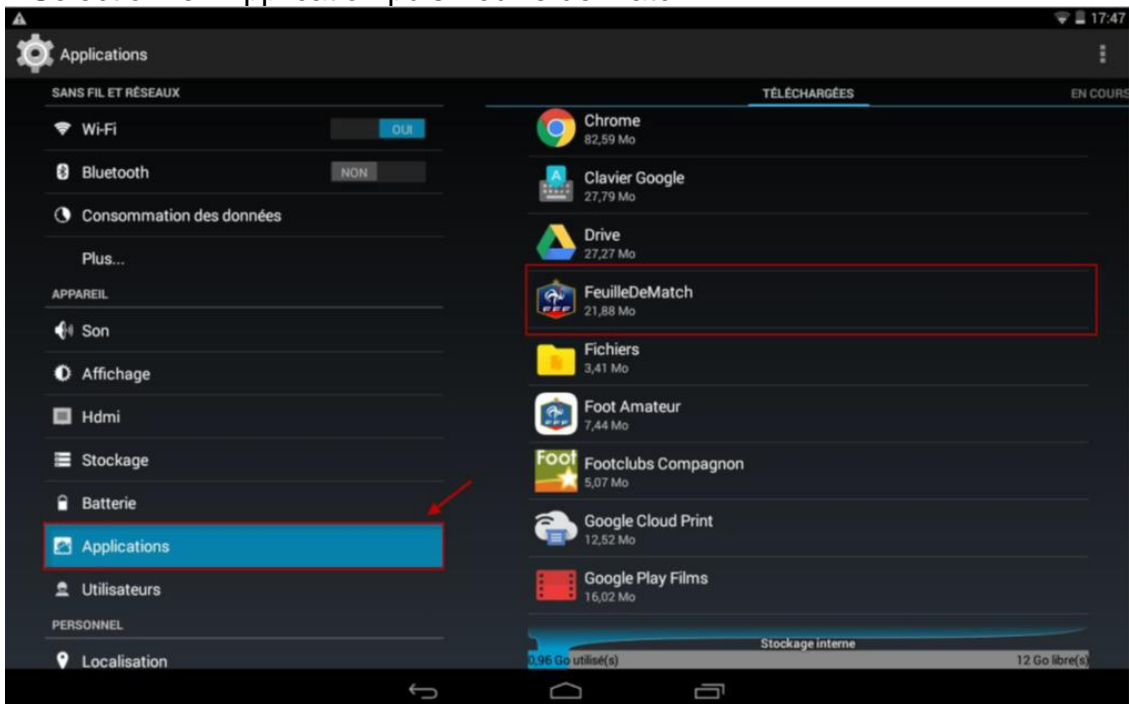 17:47
Applications
SANS FIL ET RÉSEAUX
Wi-Fi
OUI
Bluetooth
NON
Consommation des données
Plus...
APPAREIL
Son
Affichage
Hdmi
Stockage
Batterie
Applications
Utilisateurs
PERSONNEL
Localisation
TÉLÉCHARGÉES
EN COURS
Chrome
82,59 Mo
Clavier Google
27,79 Mo
Drive
27,27 Mo
FeuilleDeMatch
21,88 Mo
Fichiers
3,41 Mo
Foot Amateur
7,44 Mo
Foot
Footclubs Compagnon
5,07 Mo
Google Cloud Print
12,52 Mo
Google Play Films
16,02 Mo
Stockage interne
0,96 Go utilisé(s)
12 Go libre(s)